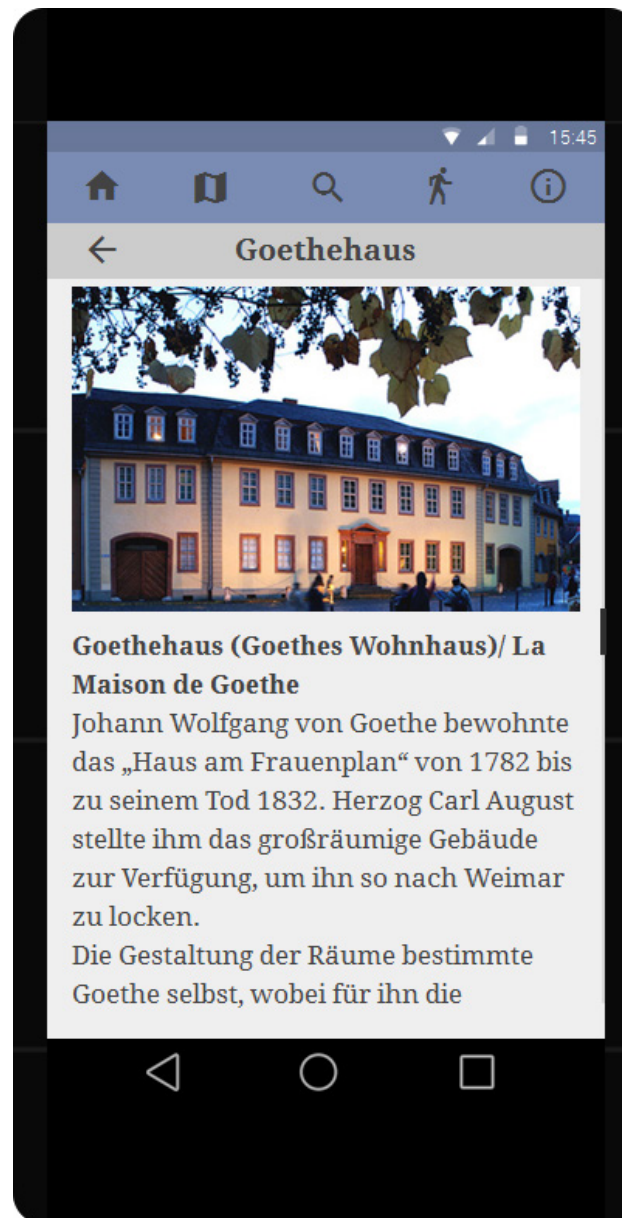 15:45
Goethehaus
Goethehaus (Goethes Wohnhaus)/ La
Maison de Goethe
Johann Wolfgang von Goethe bewohnte
das „Haus am Frauenplan“ von 1782 bis
zu seinem Tod 1832. Herzog Carl August
stellte ihm das großräumige Gebäude
zur Verfügung, um ihn so nach Weimar
zu locken.
Die Gestaltung der Räume bestimmte
Goethe selbst, wobei für ihn die